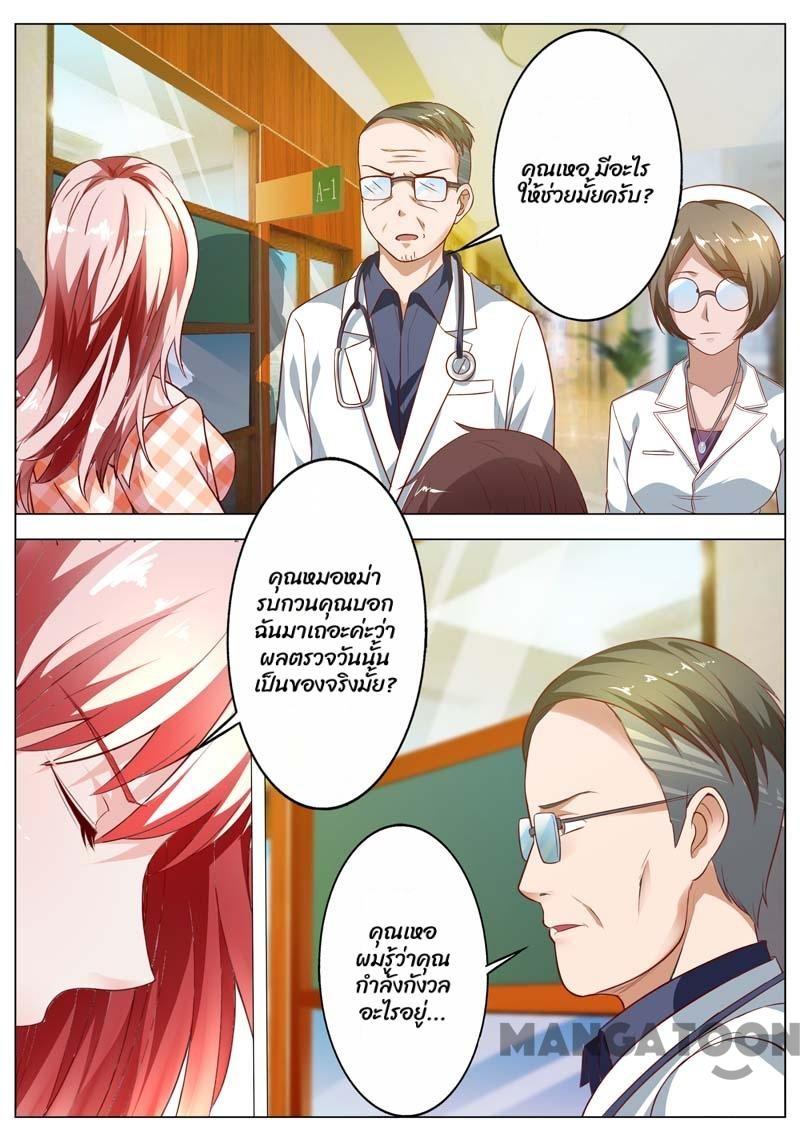 คุณเหอ มีอะไร
ให้ช่วยมั้ยครับ?
A-1
คุณหมอหม่า
รบกวนคุณบอก
ฉันมาเถอะค่ะว่า
ผลตรวจวันนั้น
เป็นของจริงมั้ย?
คุณเหอ
ผมรู้ว่าคุณ
กำลังกังวล
อะไรอยู่...
MANGATOON